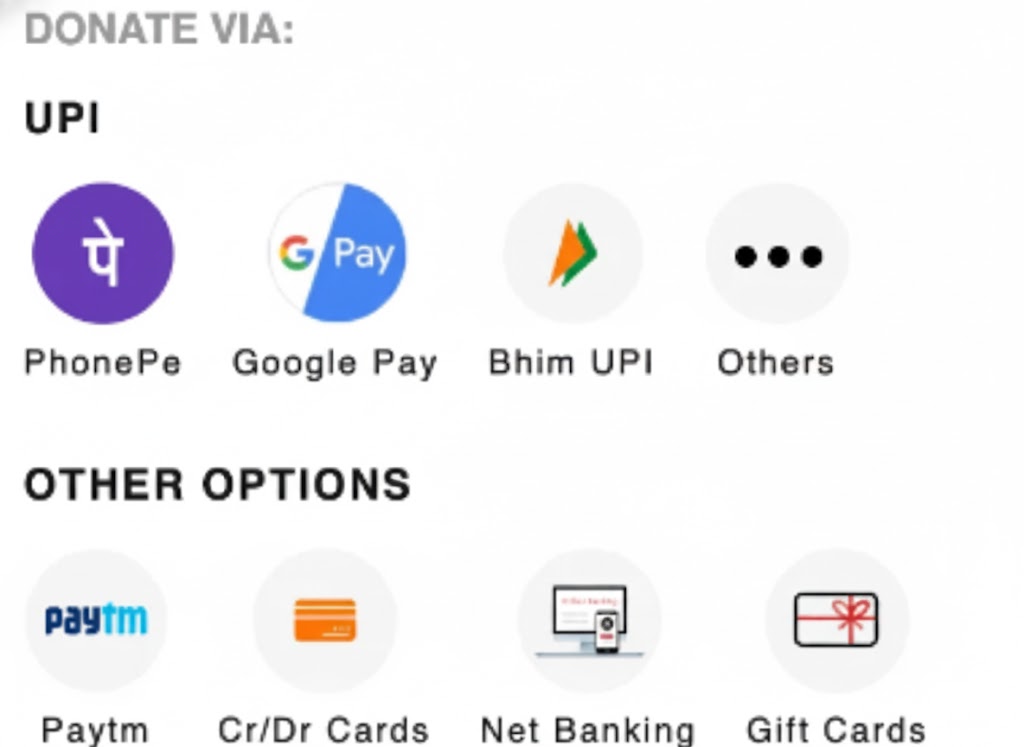 DONATE VIA:
UPI
पे
G Pay
PhonePe Google Pay Bhim UPI Others
OTHER OPTIONS
paytm
Paytm Cr/Dr Cards Net Banking Gift Cards